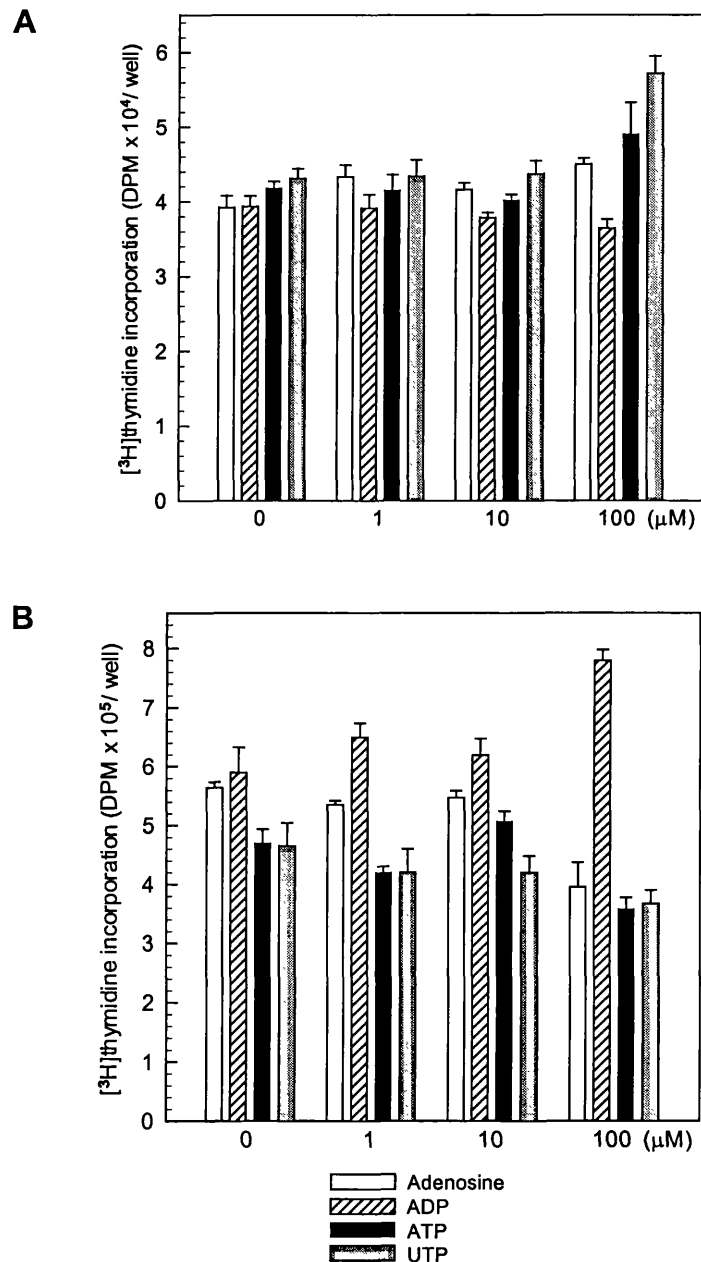 A
[³H]thymidine incorporation (DPM x10⁴/ well)
6
5
4
3
2
1
0
0 1 10 100 (μM)
B
[³H]thymidine incorporation (DPM x10⁵/ well)
8
7
6
5
4
3
2
1
0
0 1 10 100 (μM)
Adenosine
ADP
ATP
UTP